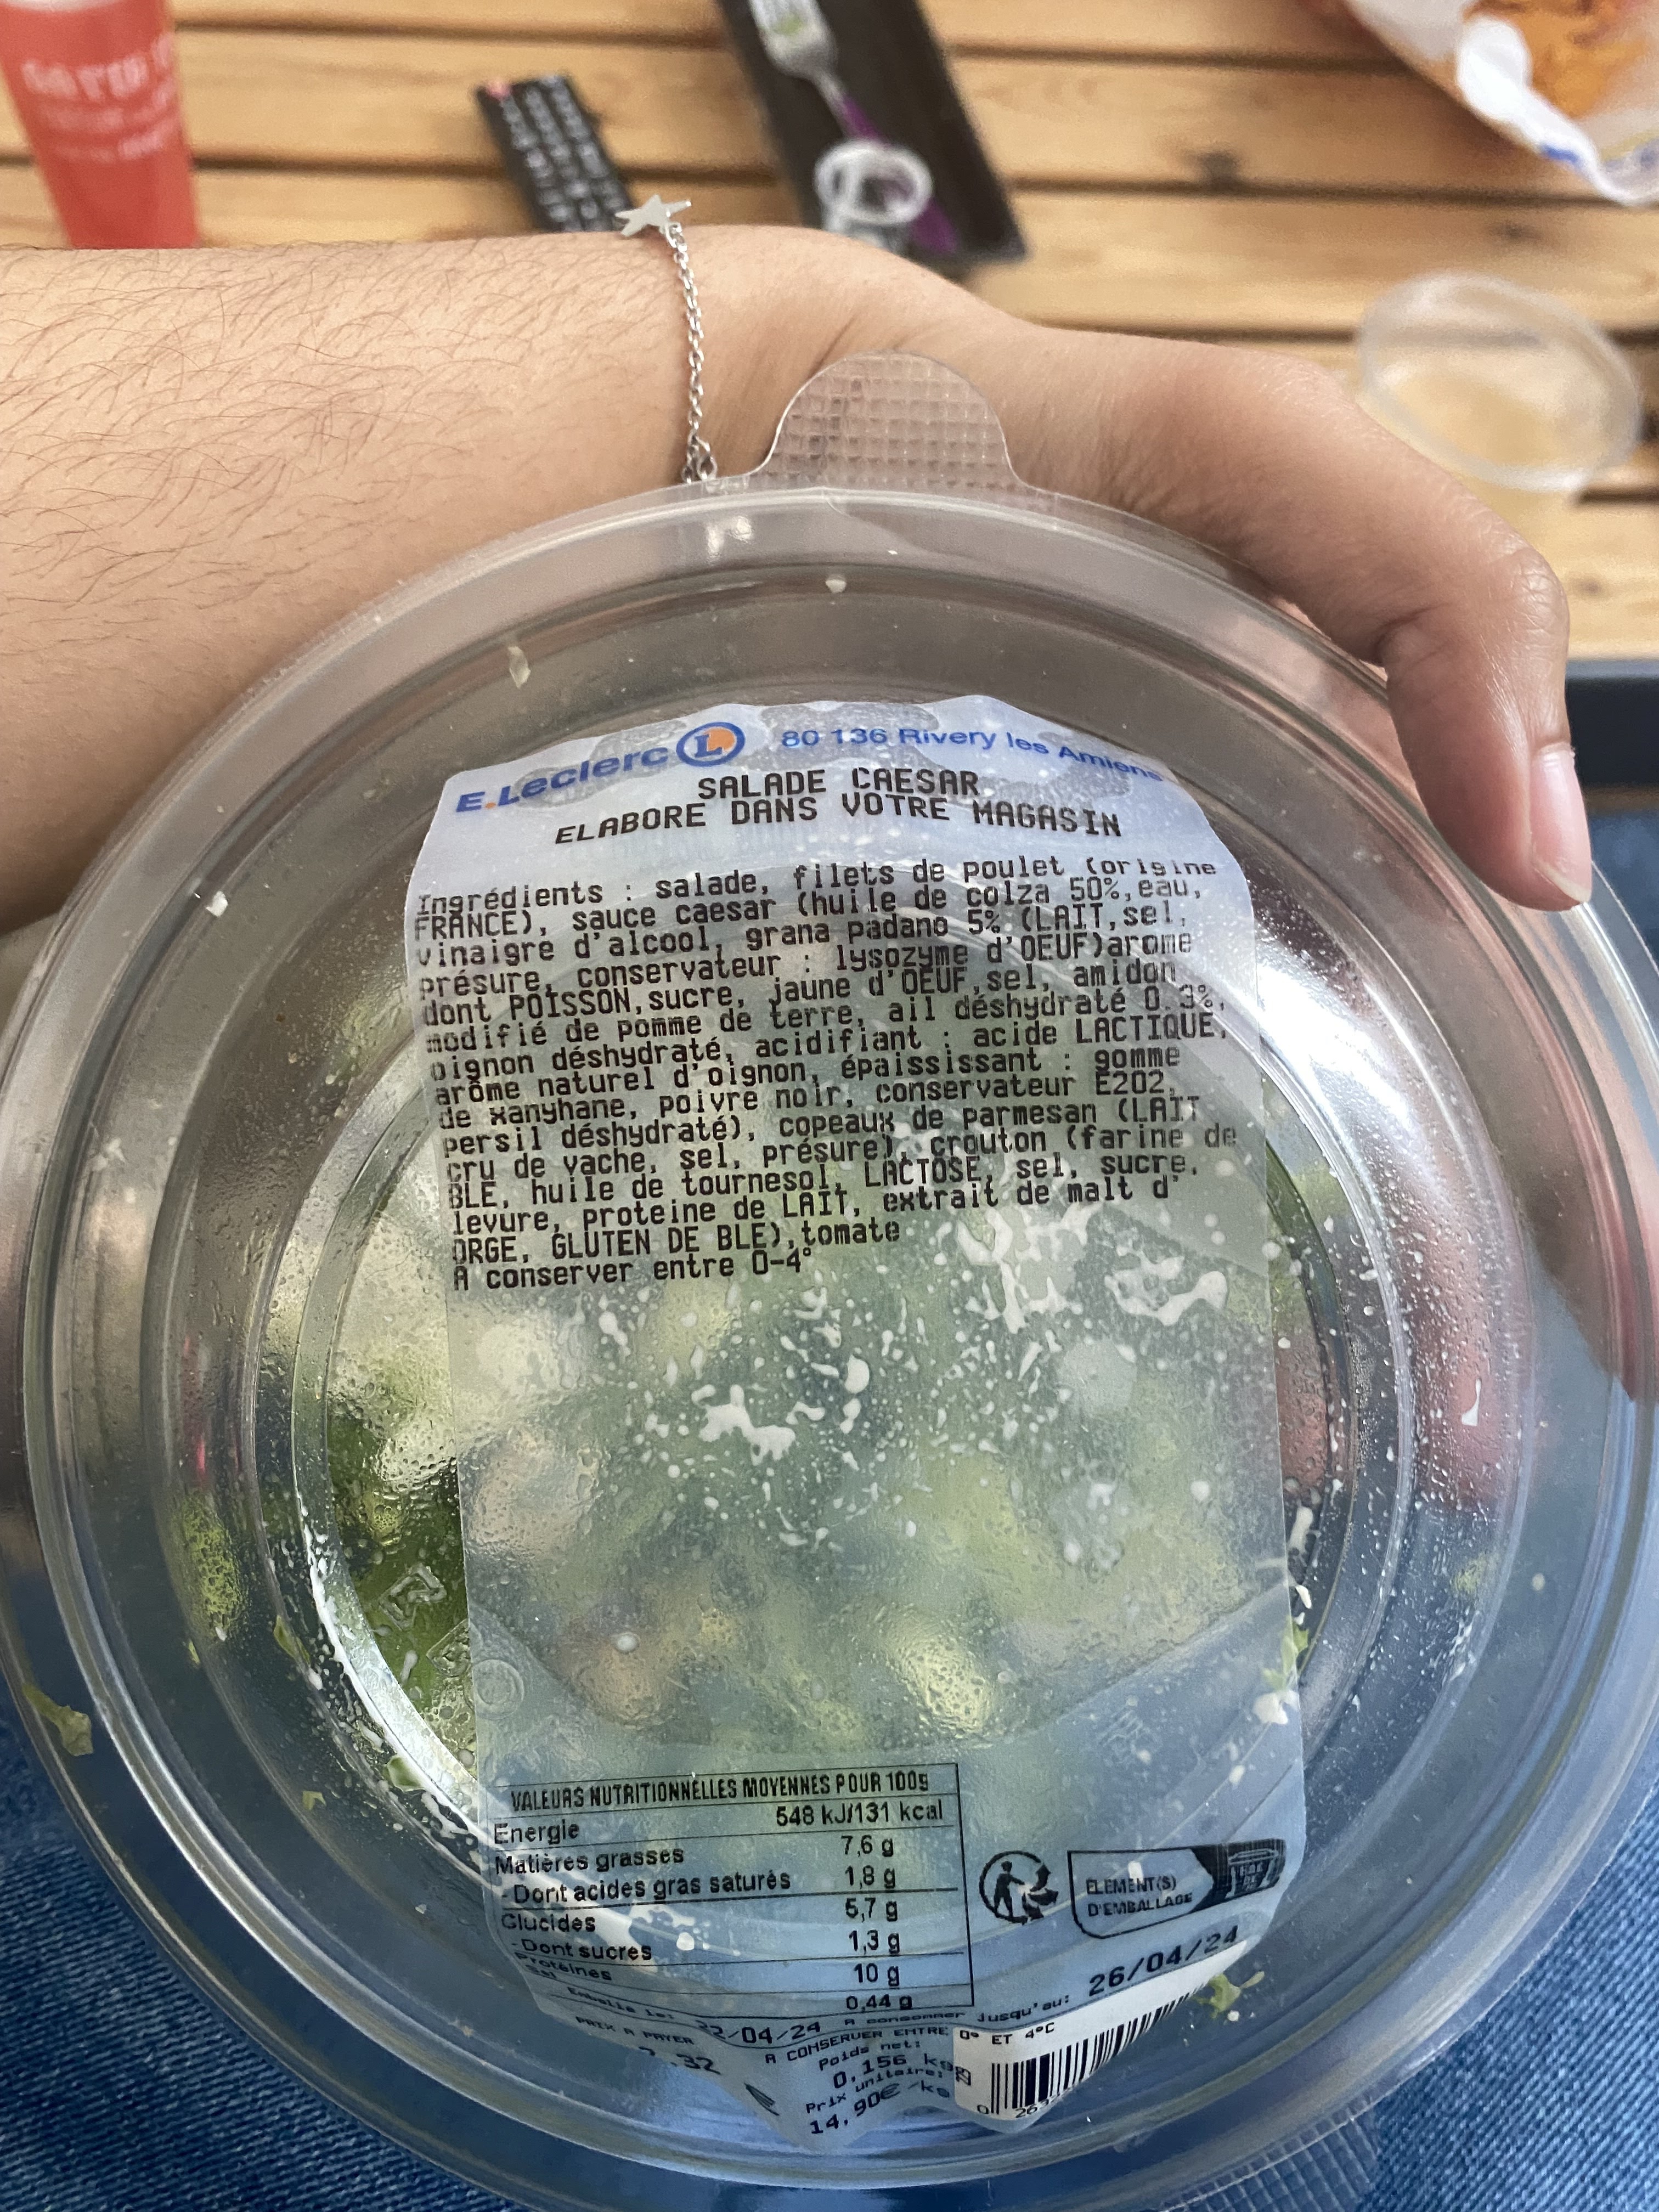 E.Leclerc L 80 136 Rivery les Amiens
SALADE CAESAR
ELABORE DANS VOTRE MAGASIN
Ingrédients : salade, filets de poulet (origine
FRANCE), sauce caesar (huile de colza 50%,eau,
vinaigre d'alcool, grana padano 5% (LAIT,sel,
présure, conservateur : lysozyme d'OEUF)arome
dont POISSON,sucre, jaune d'OEUF,sel, amidon
modifié de pomme de terre, ail déshydraté 0.3%,
oignon déshydraté, acidifiant : acide LACTIQUE,
arôme naturel d'oignon, épaississant : gomme
de xanyhane, poivre noir, conservateur E202,
persil déshydraté), copeaux de parmesan (LAIT
cru de vache, sel, présure), crouton (farine de
BLE, huile de tournesol, LACTOSE, sel, sucre,
levure, proteine de LAIT, extrait de malt d'
ORGE, GLUTEN DE BLE),tomate
A conserver entre 0-4°
VALEURS NUTRITIONNELLES MOYENNES POUR 100g
Energie 548 kJ/131 kcal
Matières grasses 7,6 g
-Dont acides gras saturés 1,8 g
Glucides 5,7 g
-Dont sucres 1,3 g
Protéines 10 g
Sel 0,44 g
ELEMENT(S)
D'EMBALLAGE
Emballé le: /04/24 A consommer Jusqu'au: 26/04/24
PRIX A PAYER A CONSERVER ENTRE 0° ET 4°C
Poids net:
0,156 kg
Prix unitaire:
14,90€/kg